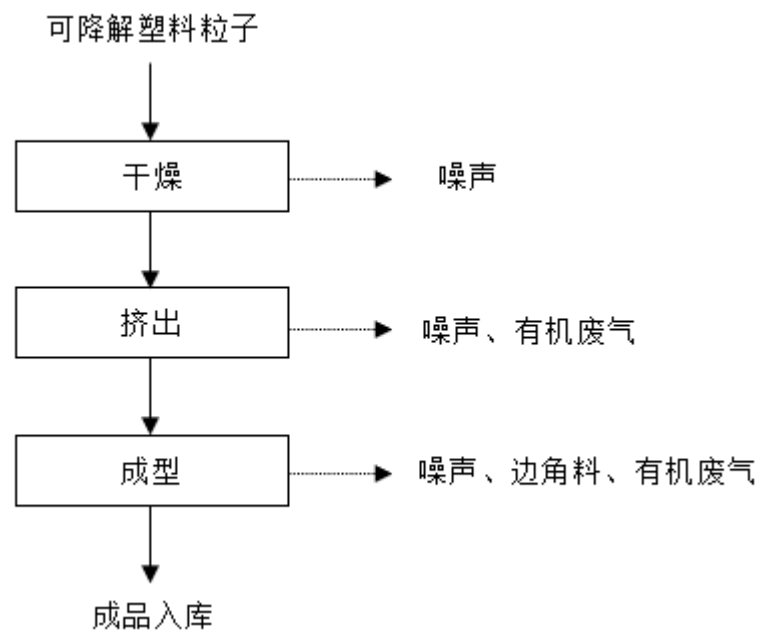 可降解塑料粒子
干燥
噪声
挤出
噪声、有机废气
成型
噪声、边角料、有机废气
成品入库